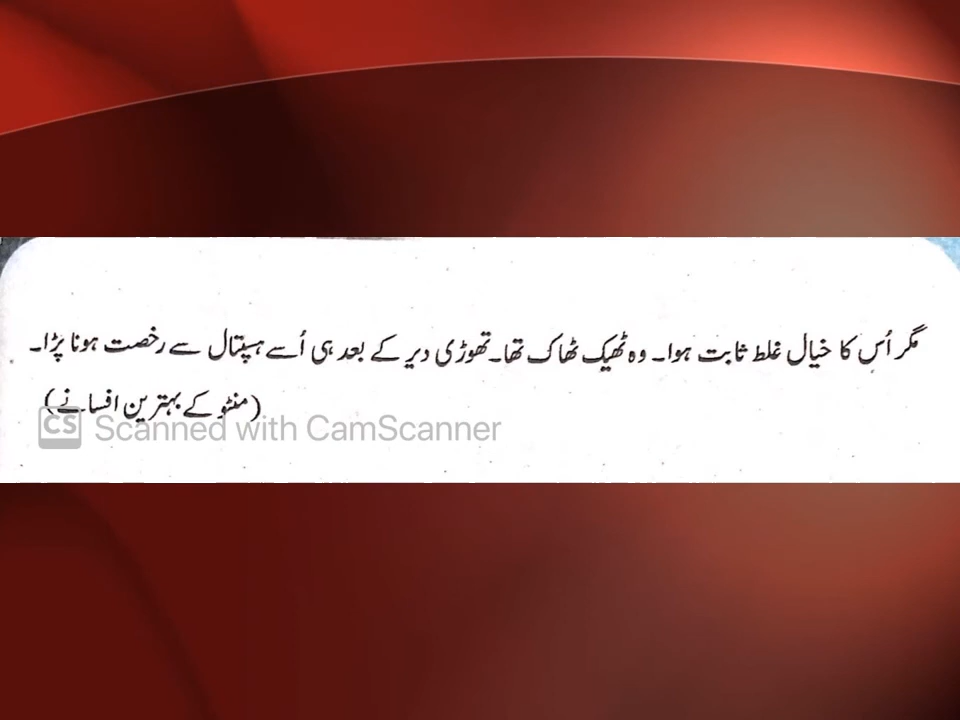 مگر اُس کا خیال غلط ثابت ہوا۔ وہ ٹھیک ٹھاک تھا۔ تھوڑی دیر کے بعد ہی اُسے ہسپتال سے رخصت ہونا پڑا۔
(منٹو کے بہترین افسانے)
CS Scanned with CamScanner